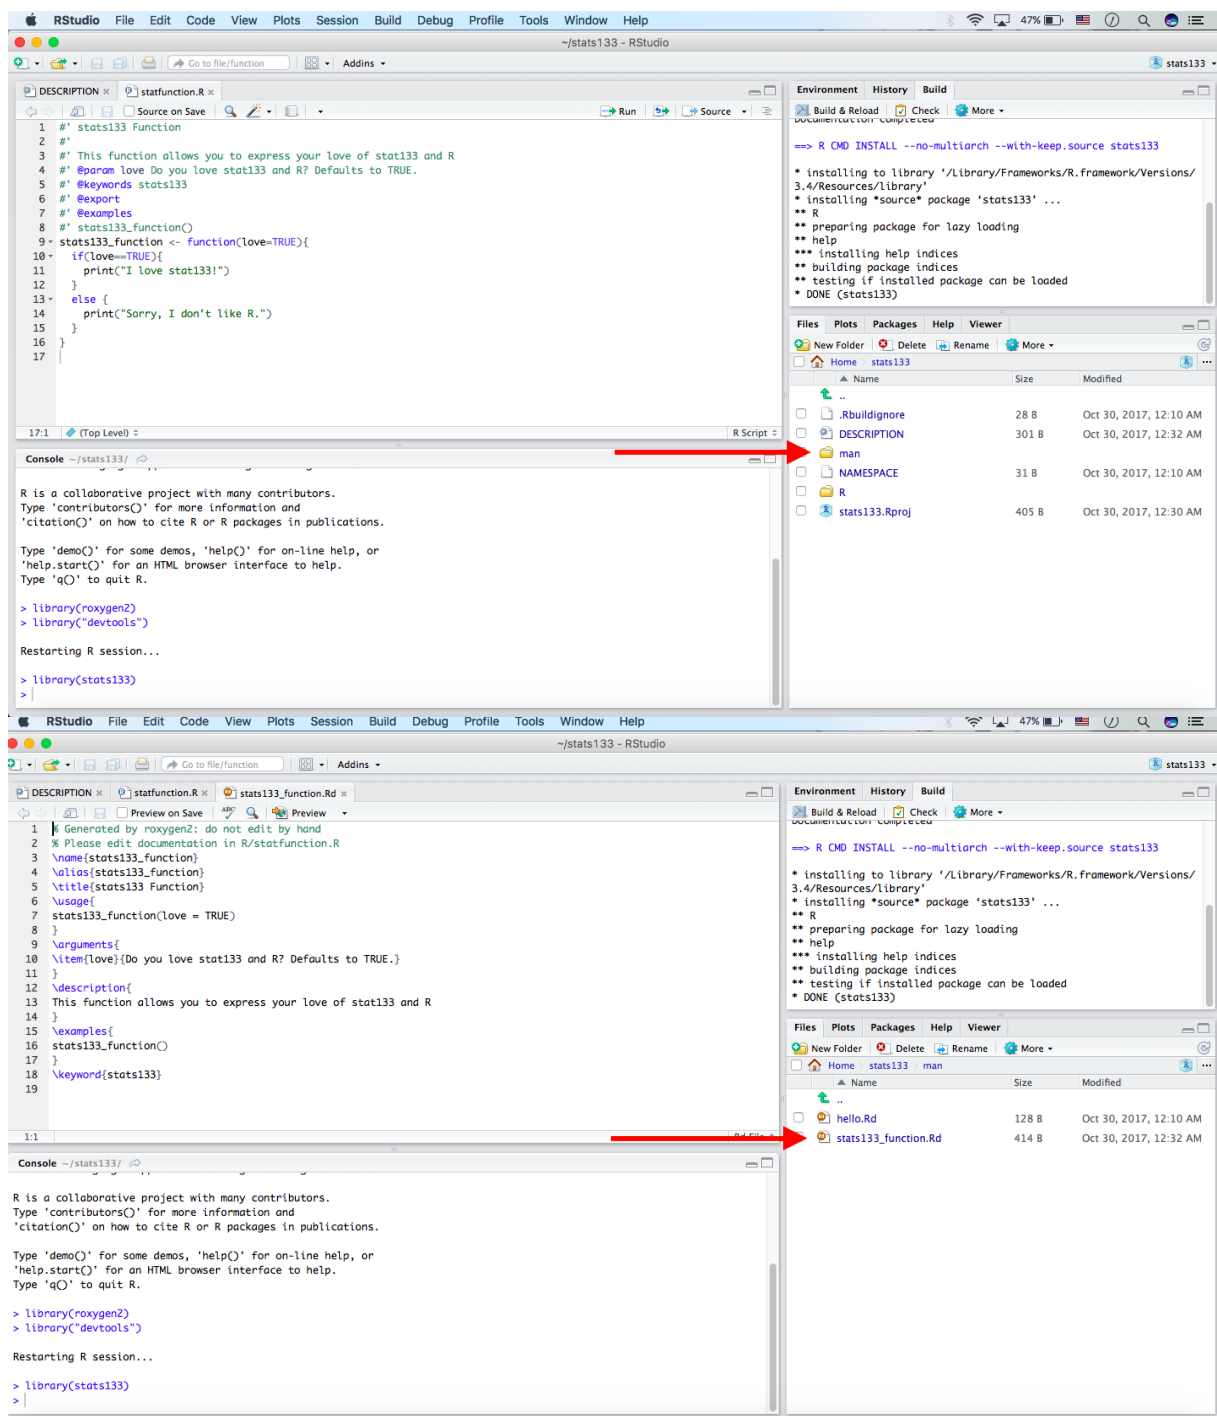 RStudio File Edit Code View Plots Session Build Debug Profile Tools Window Help 47%
~/stats133 - RStudio
Go to file/function Addins stats133
DESCRIPTION × statfunction.R ×
Source on Save Run Source
1 #' stats133 Function
2 #'
3 #' This function allows you to express your love of stat133 and R
4 #' @param love Do you love stat133 and R? Defaults to TRUE.
5 #' @keywords stats133
6 #' @export
7 #' @examples
8 #' stats133_function()
9 stats133_function <- function(love=TRUE){
10 if(love==TRUE){
11 print("I love stat133!")
12 }
13 else {
14 print("Sorry, I don't like R.")
15 }
16 }
17
17:1 (Top Level) R Script
Console ~/stats133/
R is a collaborative project with many contributors.
Type 'contributors()' for more information and
'citation()' on how to cite R or R packages in publications.
Type 'demo()' for some demos, 'help()' for on-line help, or
'help.start()' for an HTML browser interface to help.
Type 'q()' to quit R.
> library(roxygen2)
> library("devtools")
Restarting R session...
> library(stats133)
>
Environment History Build
Build & Reload Check More
Documentation completed
==> R CMD INSTALL --no-multiarch --with-keep.source stats133
* installing to library ‘/Library/Frameworks/R.framework/Versions/
3.4/Resources/library’
* installing *source* package ‘stats133’ ...
** R
** preparing package for lazy loading
** help
*** installing help indices
** building package indices
** testing if installed package can be loaded
* DONE (stats133)
Files Plots Packages Help Viewer
New Folder Delete Rename More
Home stats133 ...
Name Size Modified
..
.Rbuildignore 28 B Oct 30, 2017, 12:10 AM
DESCRIPTION 301 B Oct 30, 2017, 12:32 AM
man
NAMESPACE 31 B Oct 30, 2017, 12:10 AM
R
stats133.Rproj 405 B Oct 30, 2017, 12:30 AM
RStudio File Edit Code View Plots Session Build Debug Profile Tools Window Help 47%
~/stats133 - RStudio
Go to file/function Addins stats133
DESCRIPTION × statfunction.R × stats133_function.Rd ×
Preview on Save ABC Preview
1 % Generated by roxygen2: do not edit by hand
2 % Please edit documentation in R/statfunction.R
3 \name{stats133_function}
4 \alias{stats133_function}
5 \title{stats133 Function}
6 \usage{
7 stats133_function(love = TRUE)
8 }
9 \arguments{
10 \item{love}{Do you love stat133 and R? Defaults to TRUE.}
11 }
12 \description{
13 This function allows you to express your love of stat133 and R
14 }
15 \examples{
16 stats133_function()
17 }
18 \keyword{stats133}
19
1:1
Console ~/stats133/
R is a collaborative project with many contributors.
Type 'contributors()' for more information and
'citation()' on how to cite R or R packages in publications.
Type 'demo()' for some demos, 'help()' for on-line help, or
'help.start()' for an HTML browser interface to help.
Type 'q()' to quit R.
> library(roxygen2)
> library("devtools")
Restarting R session...
> library(stats133)
>
Environment History Build
Build & Reload Check More
Documentation completed
==> R CMD INSTALL --no-multiarch --with-keep.source stats133
* installing to library ‘/Library/Frameworks/R.framework/Versions/
3.4/Resources/library’
* installing *source* package ‘stats133’ ...
** R
** preparing package for lazy loading
** help
*** installing help indices
** building package indices
** testing if installed package can be loaded
* DONE (stats133)
Files Plots Packages Help Viewer
New Folder Delete Rename More
Home stats133 man ...
Name Size Modified
..
hello.Rd 128 B Oct 30, 2017, 12:10 AM
stats133_function.Rd 414 B Oct 30, 2017, 12:32 AM